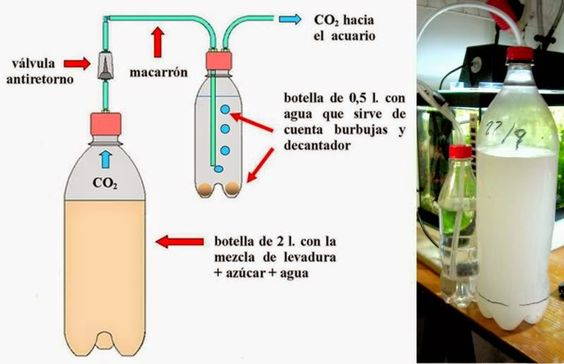 CO₂ hacia
el acuario
válvula
antiretorno
macarrón
botella de 0,5 l. con
agua que sirve de
cuenta burbujas y
decantador
CO₂
botella de 2 l. con la
mezcla de levadura
+ azúcar + agua